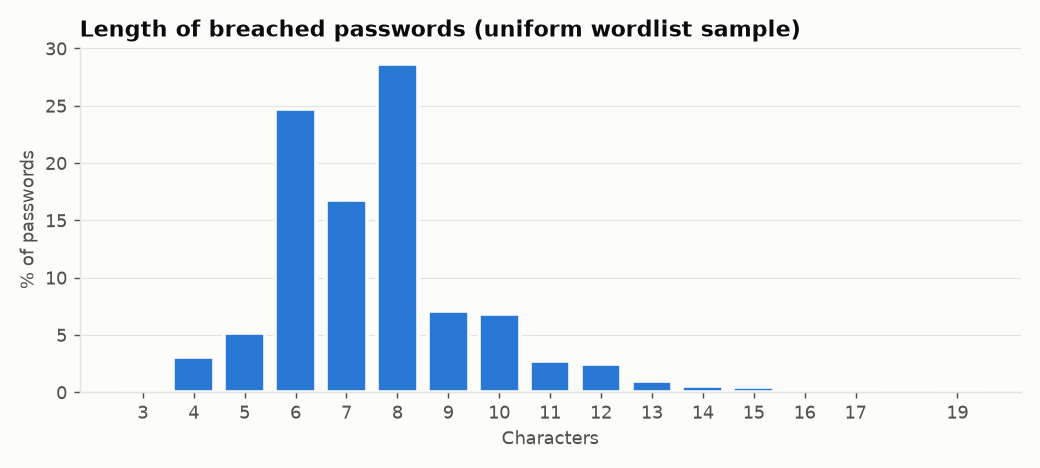 Length of breached passwords (uniform wordlist sample)
% of passwords
30
25
20
15
10
5
0
3 4 5 6 7 8 9 10 11 12 13 14 15 16 17 19
Characters